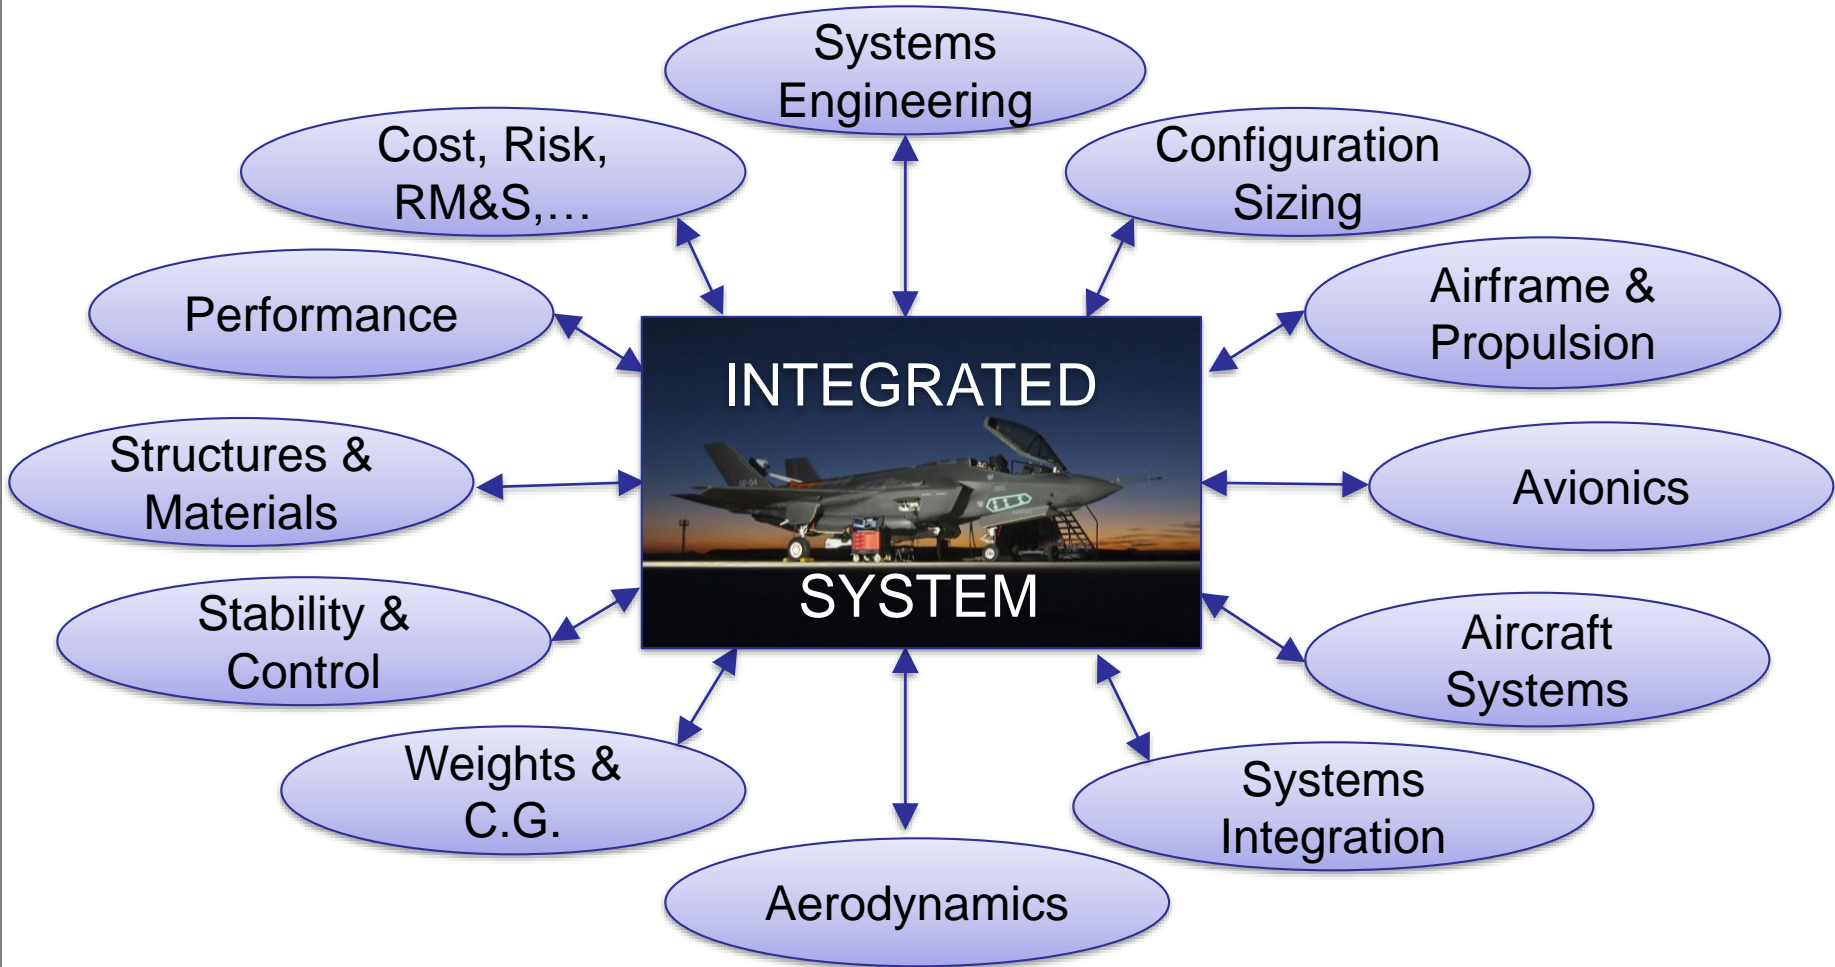 Systems
Engineering
Cost, Risk,
RM&S,…
Configuration
Sizing
Performance
Airframe &
Propulsion
INTEGRATED
SYSTEM
Structures &
Materials
Avionics
Stability &
Control
Aircraft
Systems
Weights &
C.G.
Systems
Integration
Aerodynamics